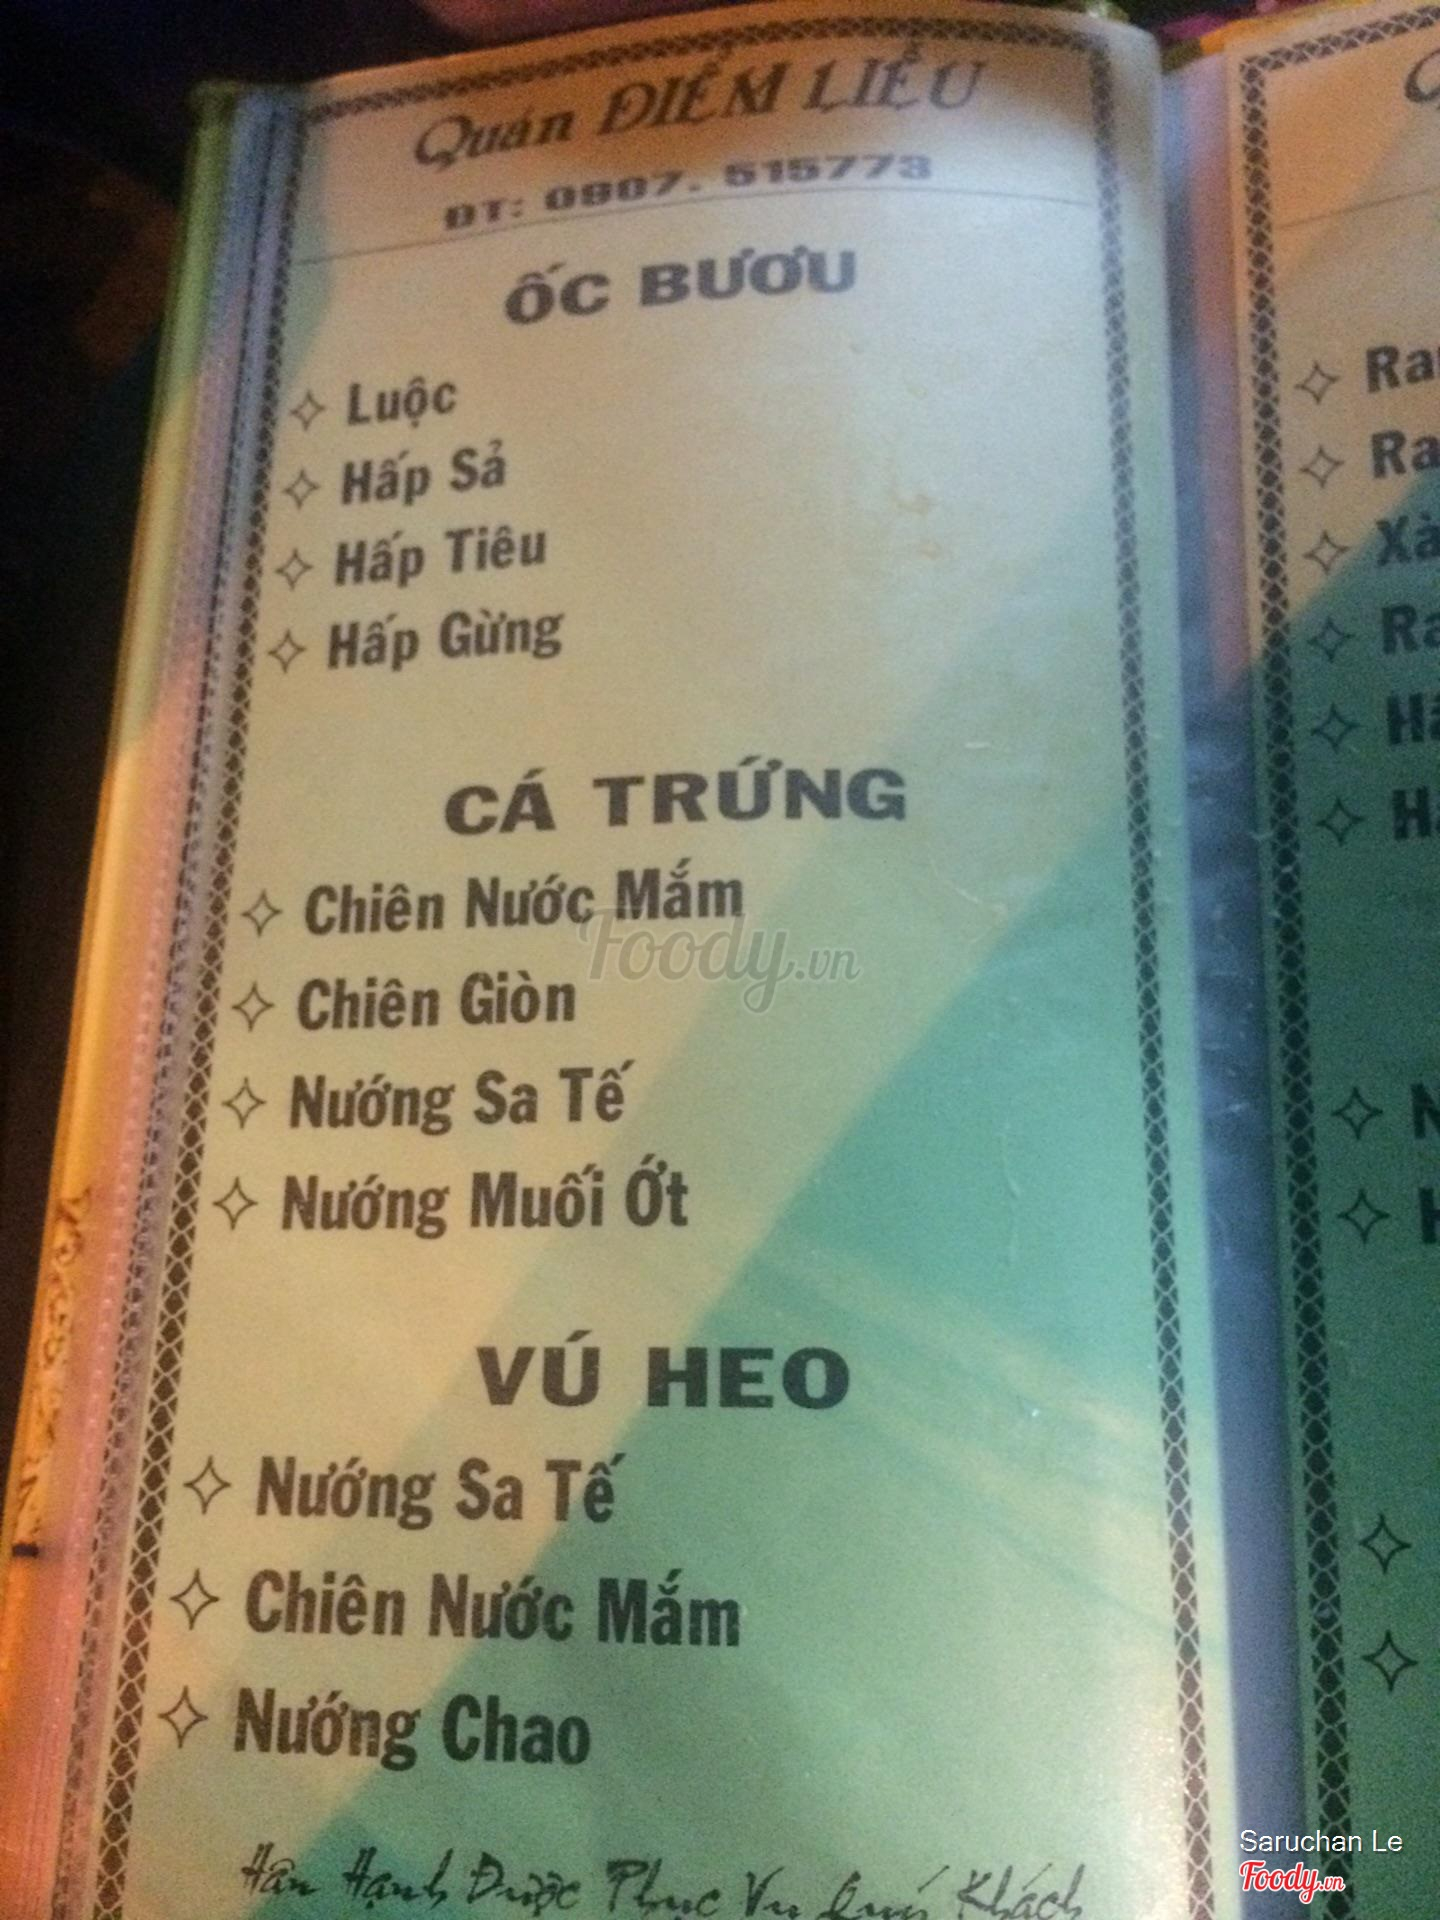 Quán ĐIỂM LIỄU
ĐT: 0907. 515773
ỐC BƯƠU
Luộc
Hấp Sả
Hấp Tiêu
Hấp Gừng
CÁ TRỨNG
Chiên Nước Mắm
Chiên Giòn
Nướng Sa Tế
Nướng Muối Ớt
VÚ HEO
Nướng Sa Tế
Chiên Nước Mắm
Nướng Chao
Hân Hạnh Được Phục Vụ Quý Khách
Foody.vn
Saruchan Le
Foody.vn